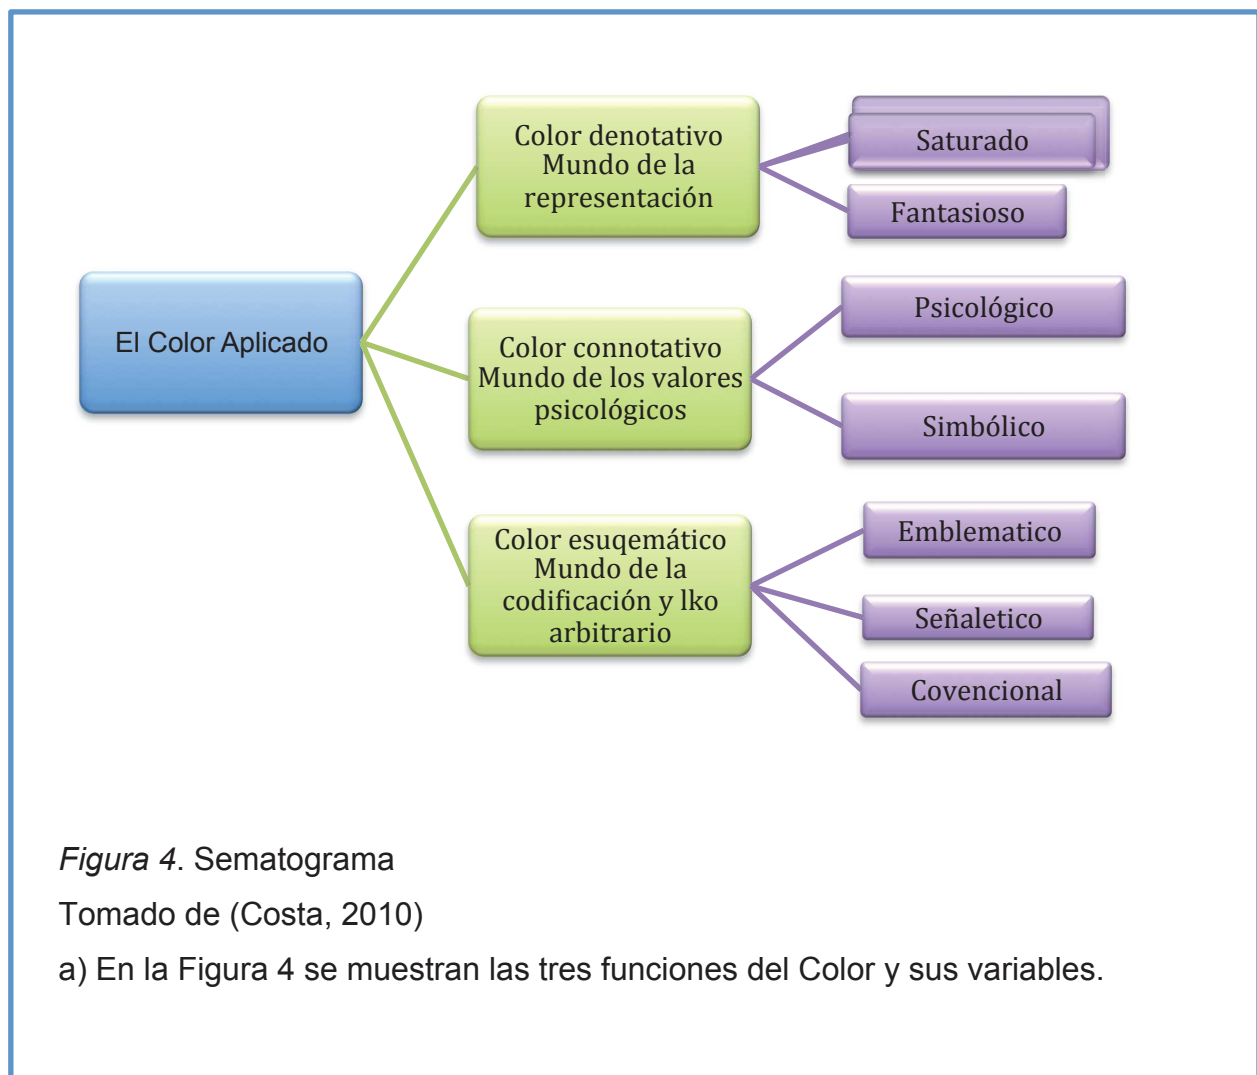 El Color Aplicado
Color denotativo
Mundo de la
representación
Saturado
Fantasioso
Color connotativo
Mundo de los valores
psicológicos
Psicológico
Simbólico
Color esuqemático
Mundo de la
codificación y lko
arbitrario
Emblematico
Señaletico
Covencional
Figura 4. Sematograma
Tomado de (Costa, 2010)
a) En la Figura 4 se muestran las tres funciones del Color y sus variables.